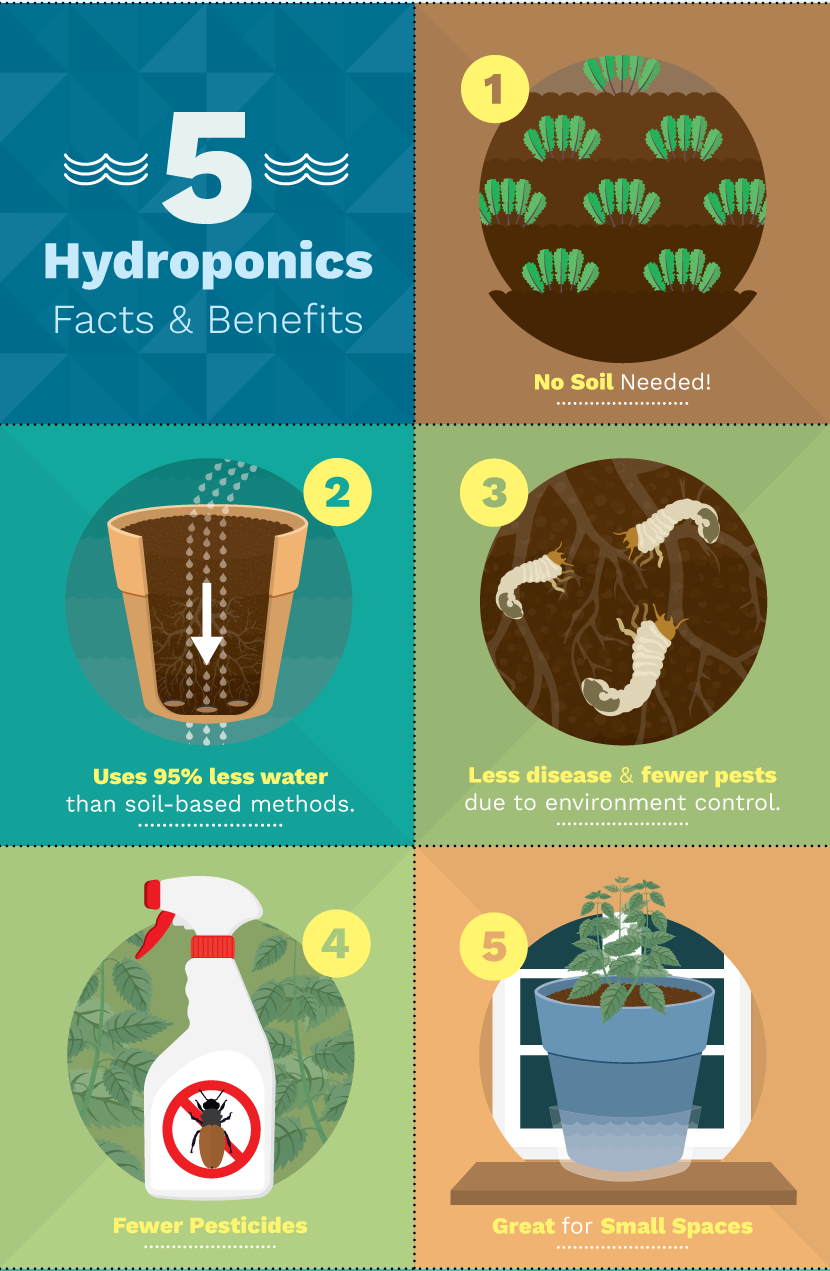 5
Hydroponics
Facts & Benefits
1
No Soil Needed!
2
Uses 95% less water
than soil-based methods.
3
Less disease & fewer pests
due to environment control.
4
Fewer Pesticides
5
Great for Small Spaces